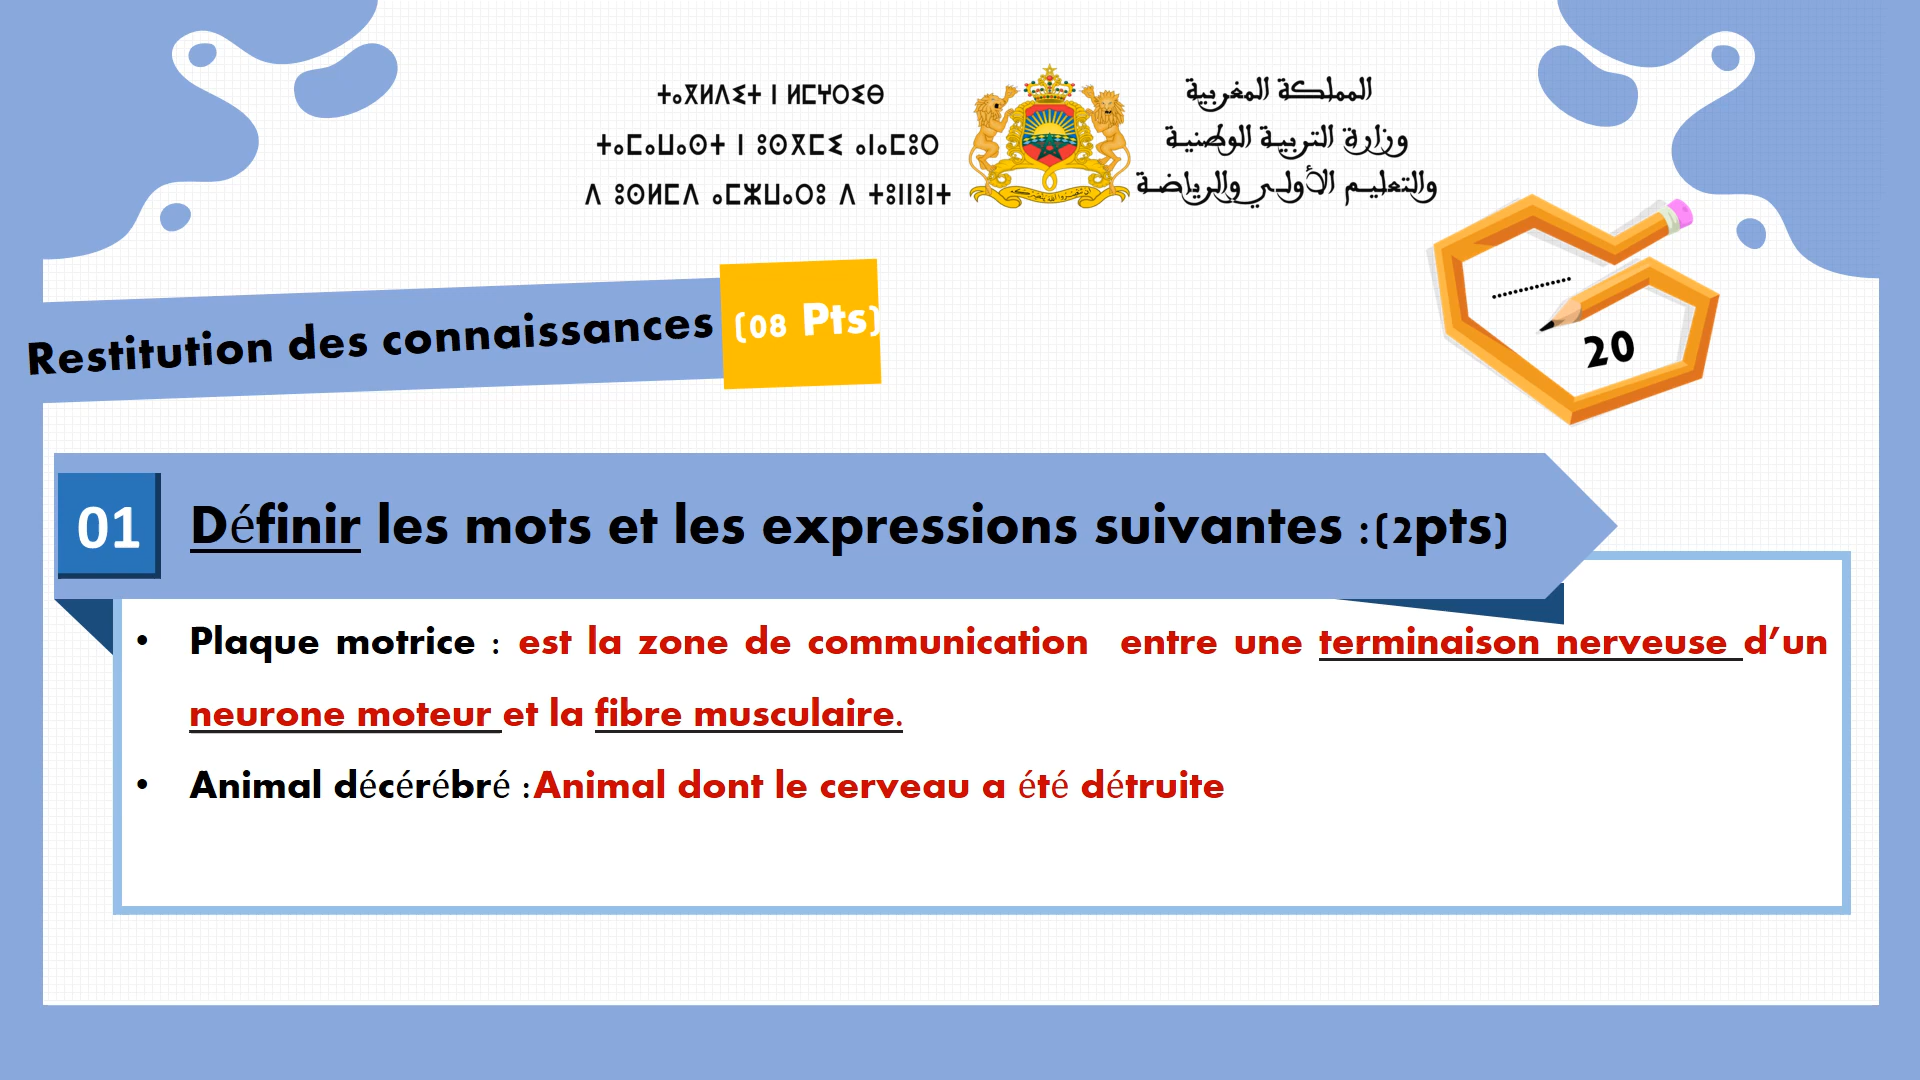 ⵜⴰⴳⵍⴷⵉⵜ ⵏ ⵍⵎⵖⵔⵉⴱ
ⵜⴰⵎⴰⵡⴰⵙⵜ ⵏ ⵓⵙⴳⵎⵉ ⴰⵏⴰⵎⵓⵔ
ⴷ ⵓⵙⵍⵎⴷ ⴰⵎⵣⵡⴰⵔⵓ ⴷ ⵜⵓⵏⵏⵓⵏⵜ
المملكة المغربية
وزارة التربية الوطنية
والتعليم الأولي والرياضة
Restitution des connaissances (08 Pts)
..............
20
01 Définir les mots et les expressions suivantes :(2pts)
• Plaque motrice : est la zone de communication entre une terminaison nerveuse d’un
neurone moteur et la fibre musculaire.
• Animal décérébré :Animal dont le cerveau a été détruite